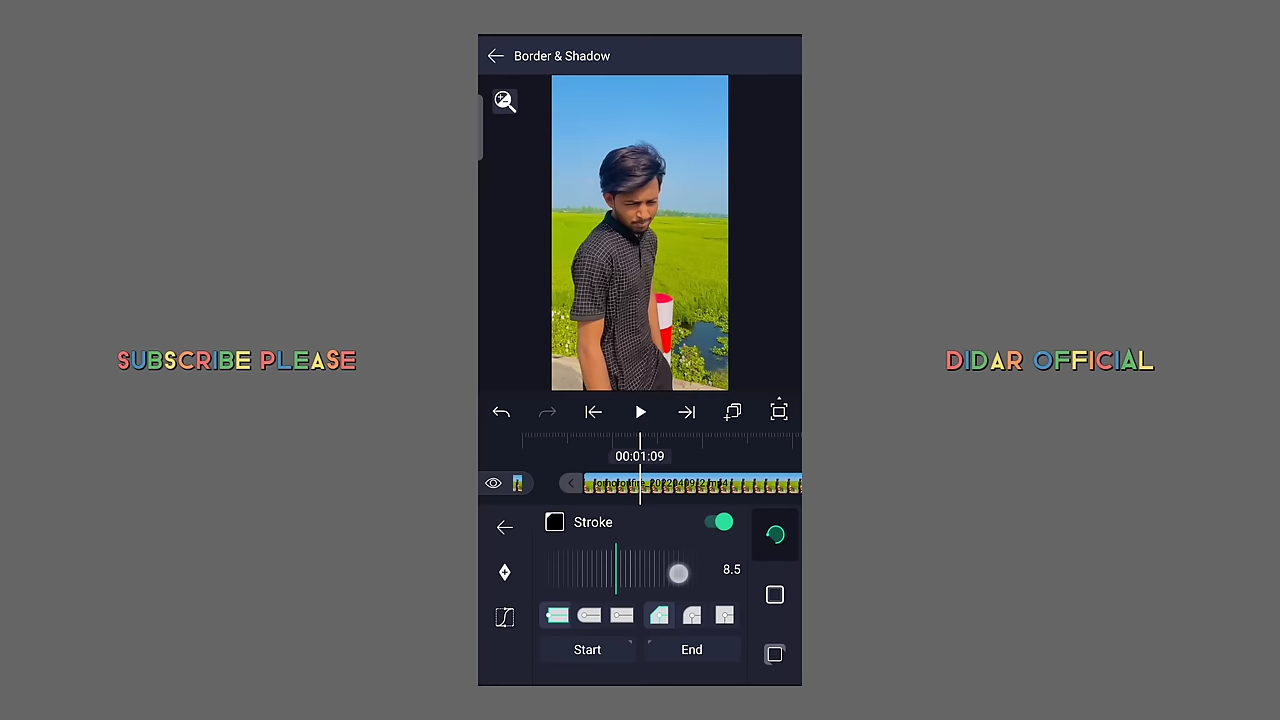 Border & Shadow
SUBSCRIBE PLEASE
DIDAR OFFICIAL
00:01:09
Stroke
8.5
Start
End